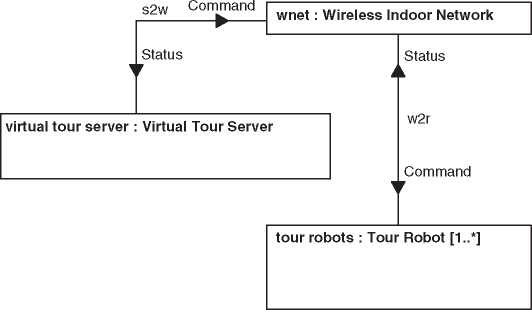 s2w
Command
wnet : Wireless Indoor Network
Status
Status
w2r
virtual tour server : Virtual Tour Server
Command
tour robots : Tour Robot [1..*]